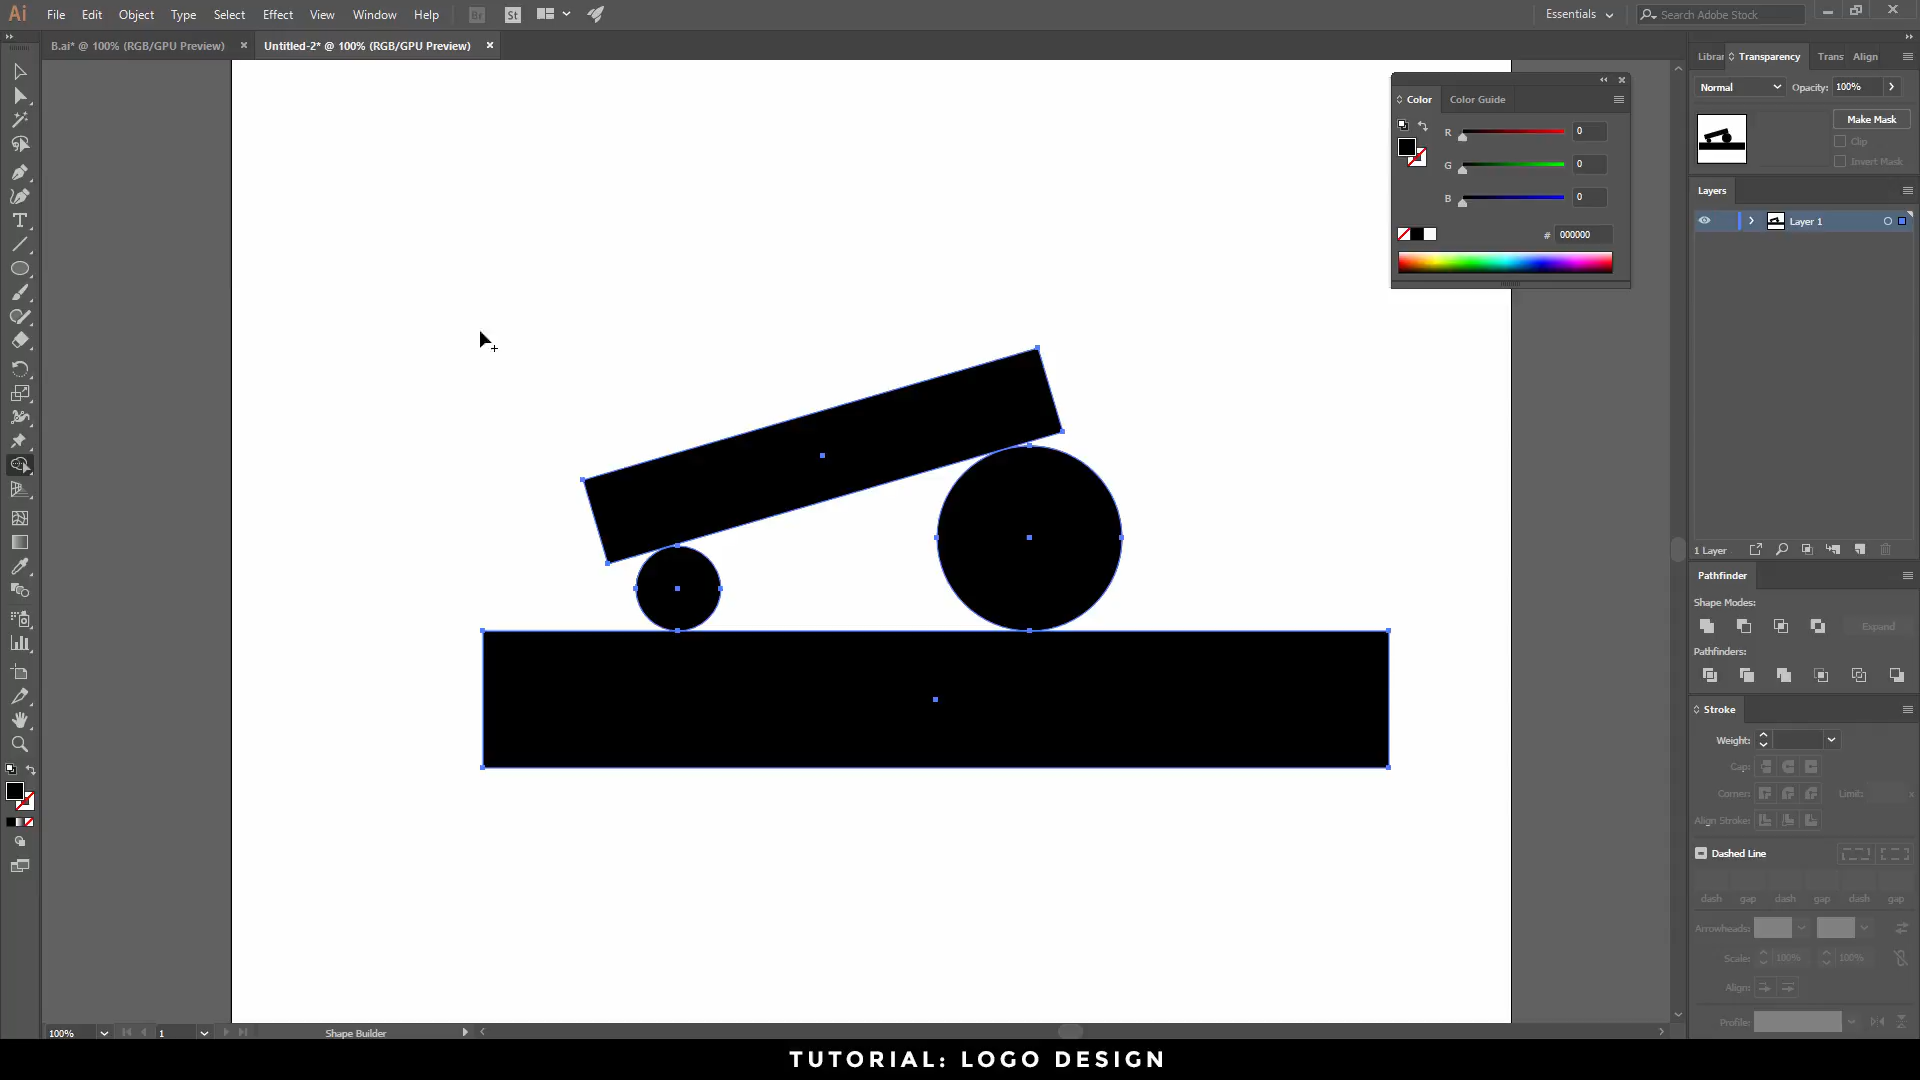 Ai File Edit Object Type Select Effect View Window Help Br St Essentials Search Adobe Stock
B.ai* @ 100% (RGB/GPU Preview) × Untitled-2* @ 100% (RGB/GPU Preview) ×
Librar Transparency Trans Align
Normal Opacity: 100%
Make Mask
Clip
Invert Mask
Color Color Guide
R 0
G 0
B 0
# 000000
Layers
Layer 1
1 Layer
Pathfinder
Shape Modes:
Expand
Pathfinders:
Stroke
Weight:
Cap:
Corner: Limit: x
Align Stroke:
Dashed Line
dash gap dash gap dash gap
Arrowheads:
Scale: 100% 100%
Align:
Profile:
100% 1 Shape Builder
TUTORIAL: LOGO DESIGN